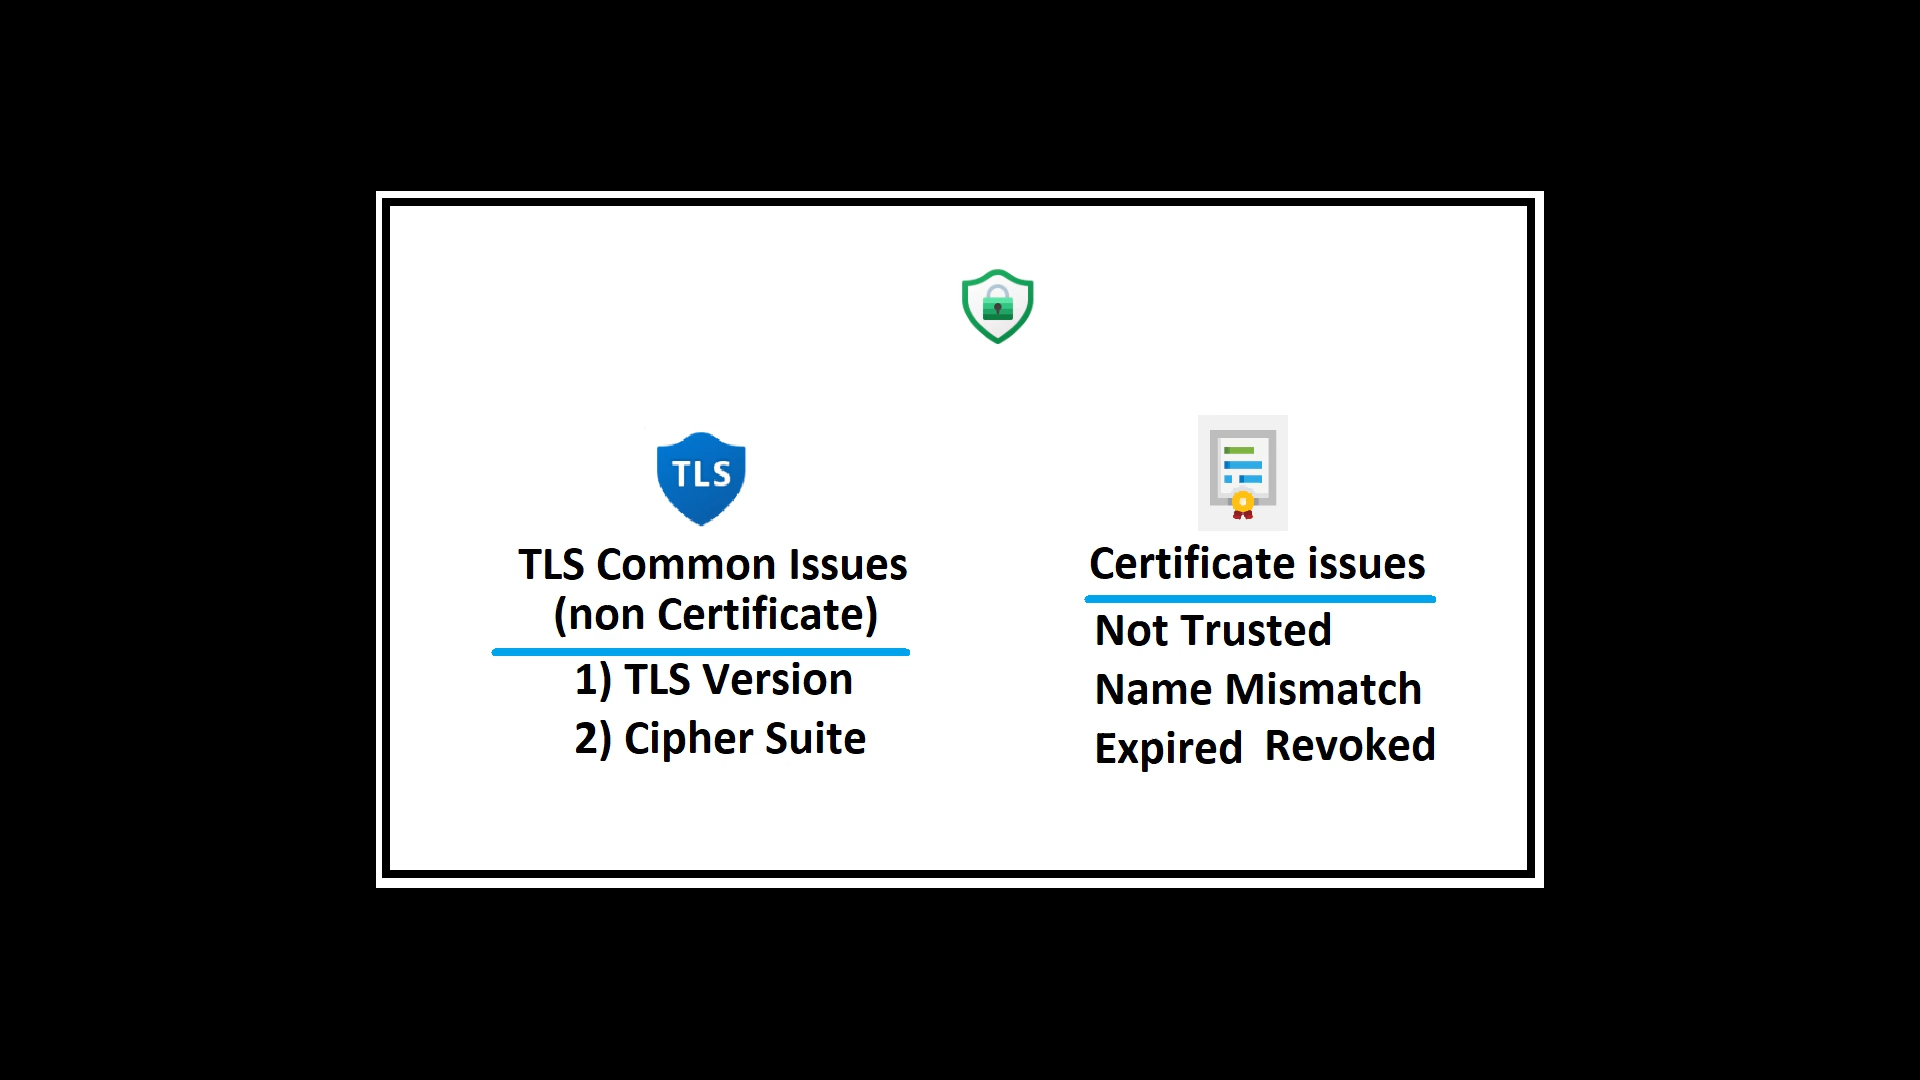 TLS
TLS Common Issues
(non Certificate)
1) TLS Version
2) Cipher Suite
Certificate issues
Not Trusted
Name Mismatch
Expired Revoked